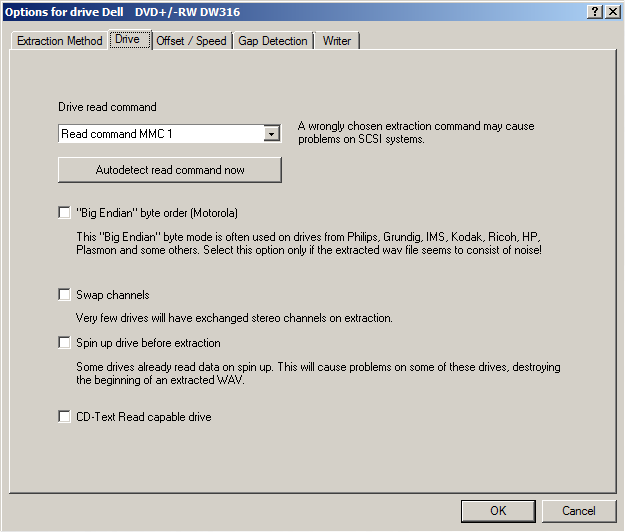 Options for drive Dell DVD+/-RW DW316
Extraction Method Drive Offset / Speed Gap Detection Writer
Drive read command
Read command MMC 1
A wrongly chosen extraction command may cause
problems on SCSI systems.
Autodetect read command now
"Big Endian" byte order (Motorola)
This "Big Endian" byte mode is often used on drives from Philips, Grundig, IMS, Kodak, Ricoh, HP,
Plasmon and some others. Select this option only if the extracted wav file seems to consist of noise!
Swap channels
Very few drives will have exchanged stereo channels on extraction.
Spin up drive before extraction
Some drives already read data on spin up. This will cause problems on some of these drives, destroying
the beginning of an extracted WAV.
CD-Text Read capable drive
OK Cancel